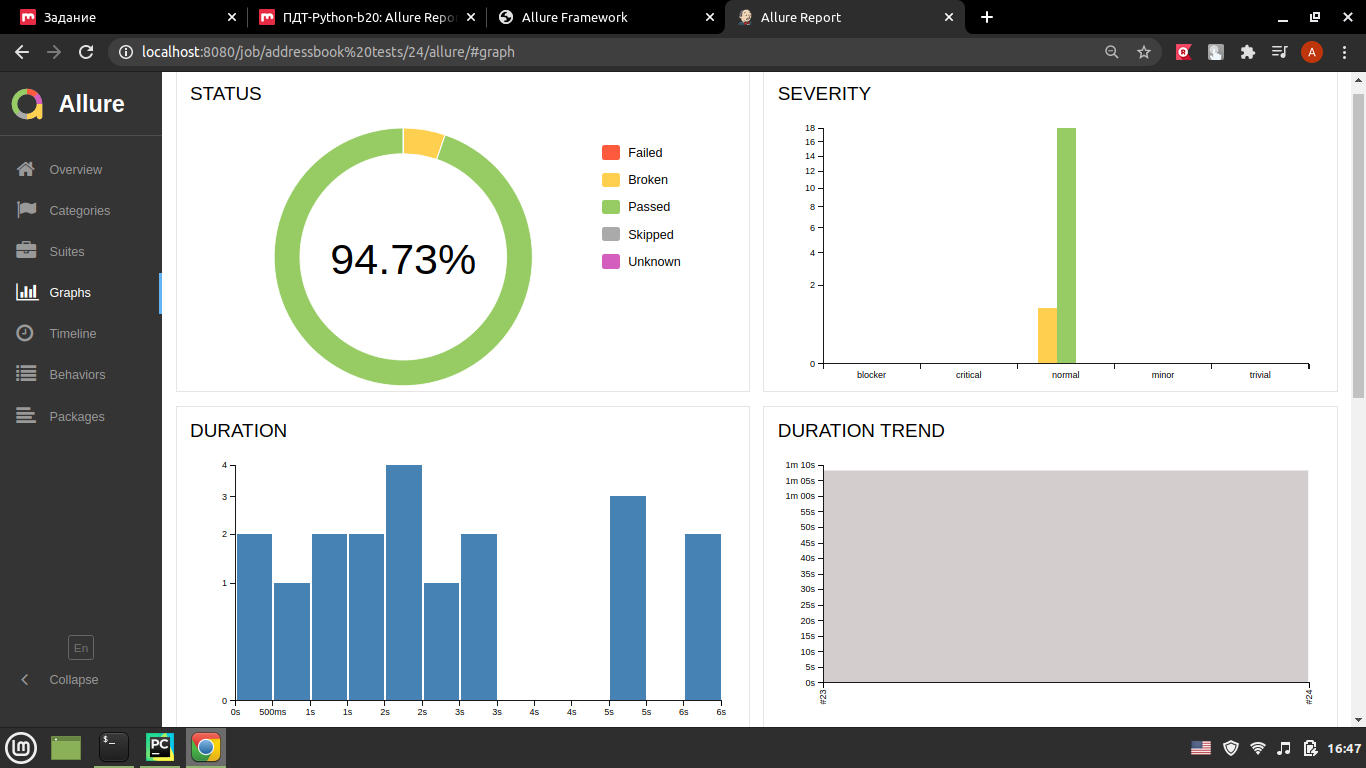 Задание
ПДТ-Python-b20: Allure Repo
Allure Framework
Allure Report
localhost:8080/job/addressbook%20tests/24/allure/#graph
A
Allure
Overview
Categories
Suites
Graphs
Timeline
Behaviors
Packages
En
Collapse
STATUS
94.73%
Failed
Broken
Passed
Skipped
Unknown
SEVERITY
18
16
14
12
10
8
6
4
2
0
blocker critical normal minor trivial
DURATION
4
3
2
1
0
0s 500ms 1s 1s 2s 2s 3s 3s 4s 4s 5s 5s 6s 6s
DURATION TREND
1m 10s
1m 05s
1m 00s
55s
50s
45s
40s
35s
30s
25s
20s
15s
10s
5s
0s
#23 #24
$_
PC
16:47